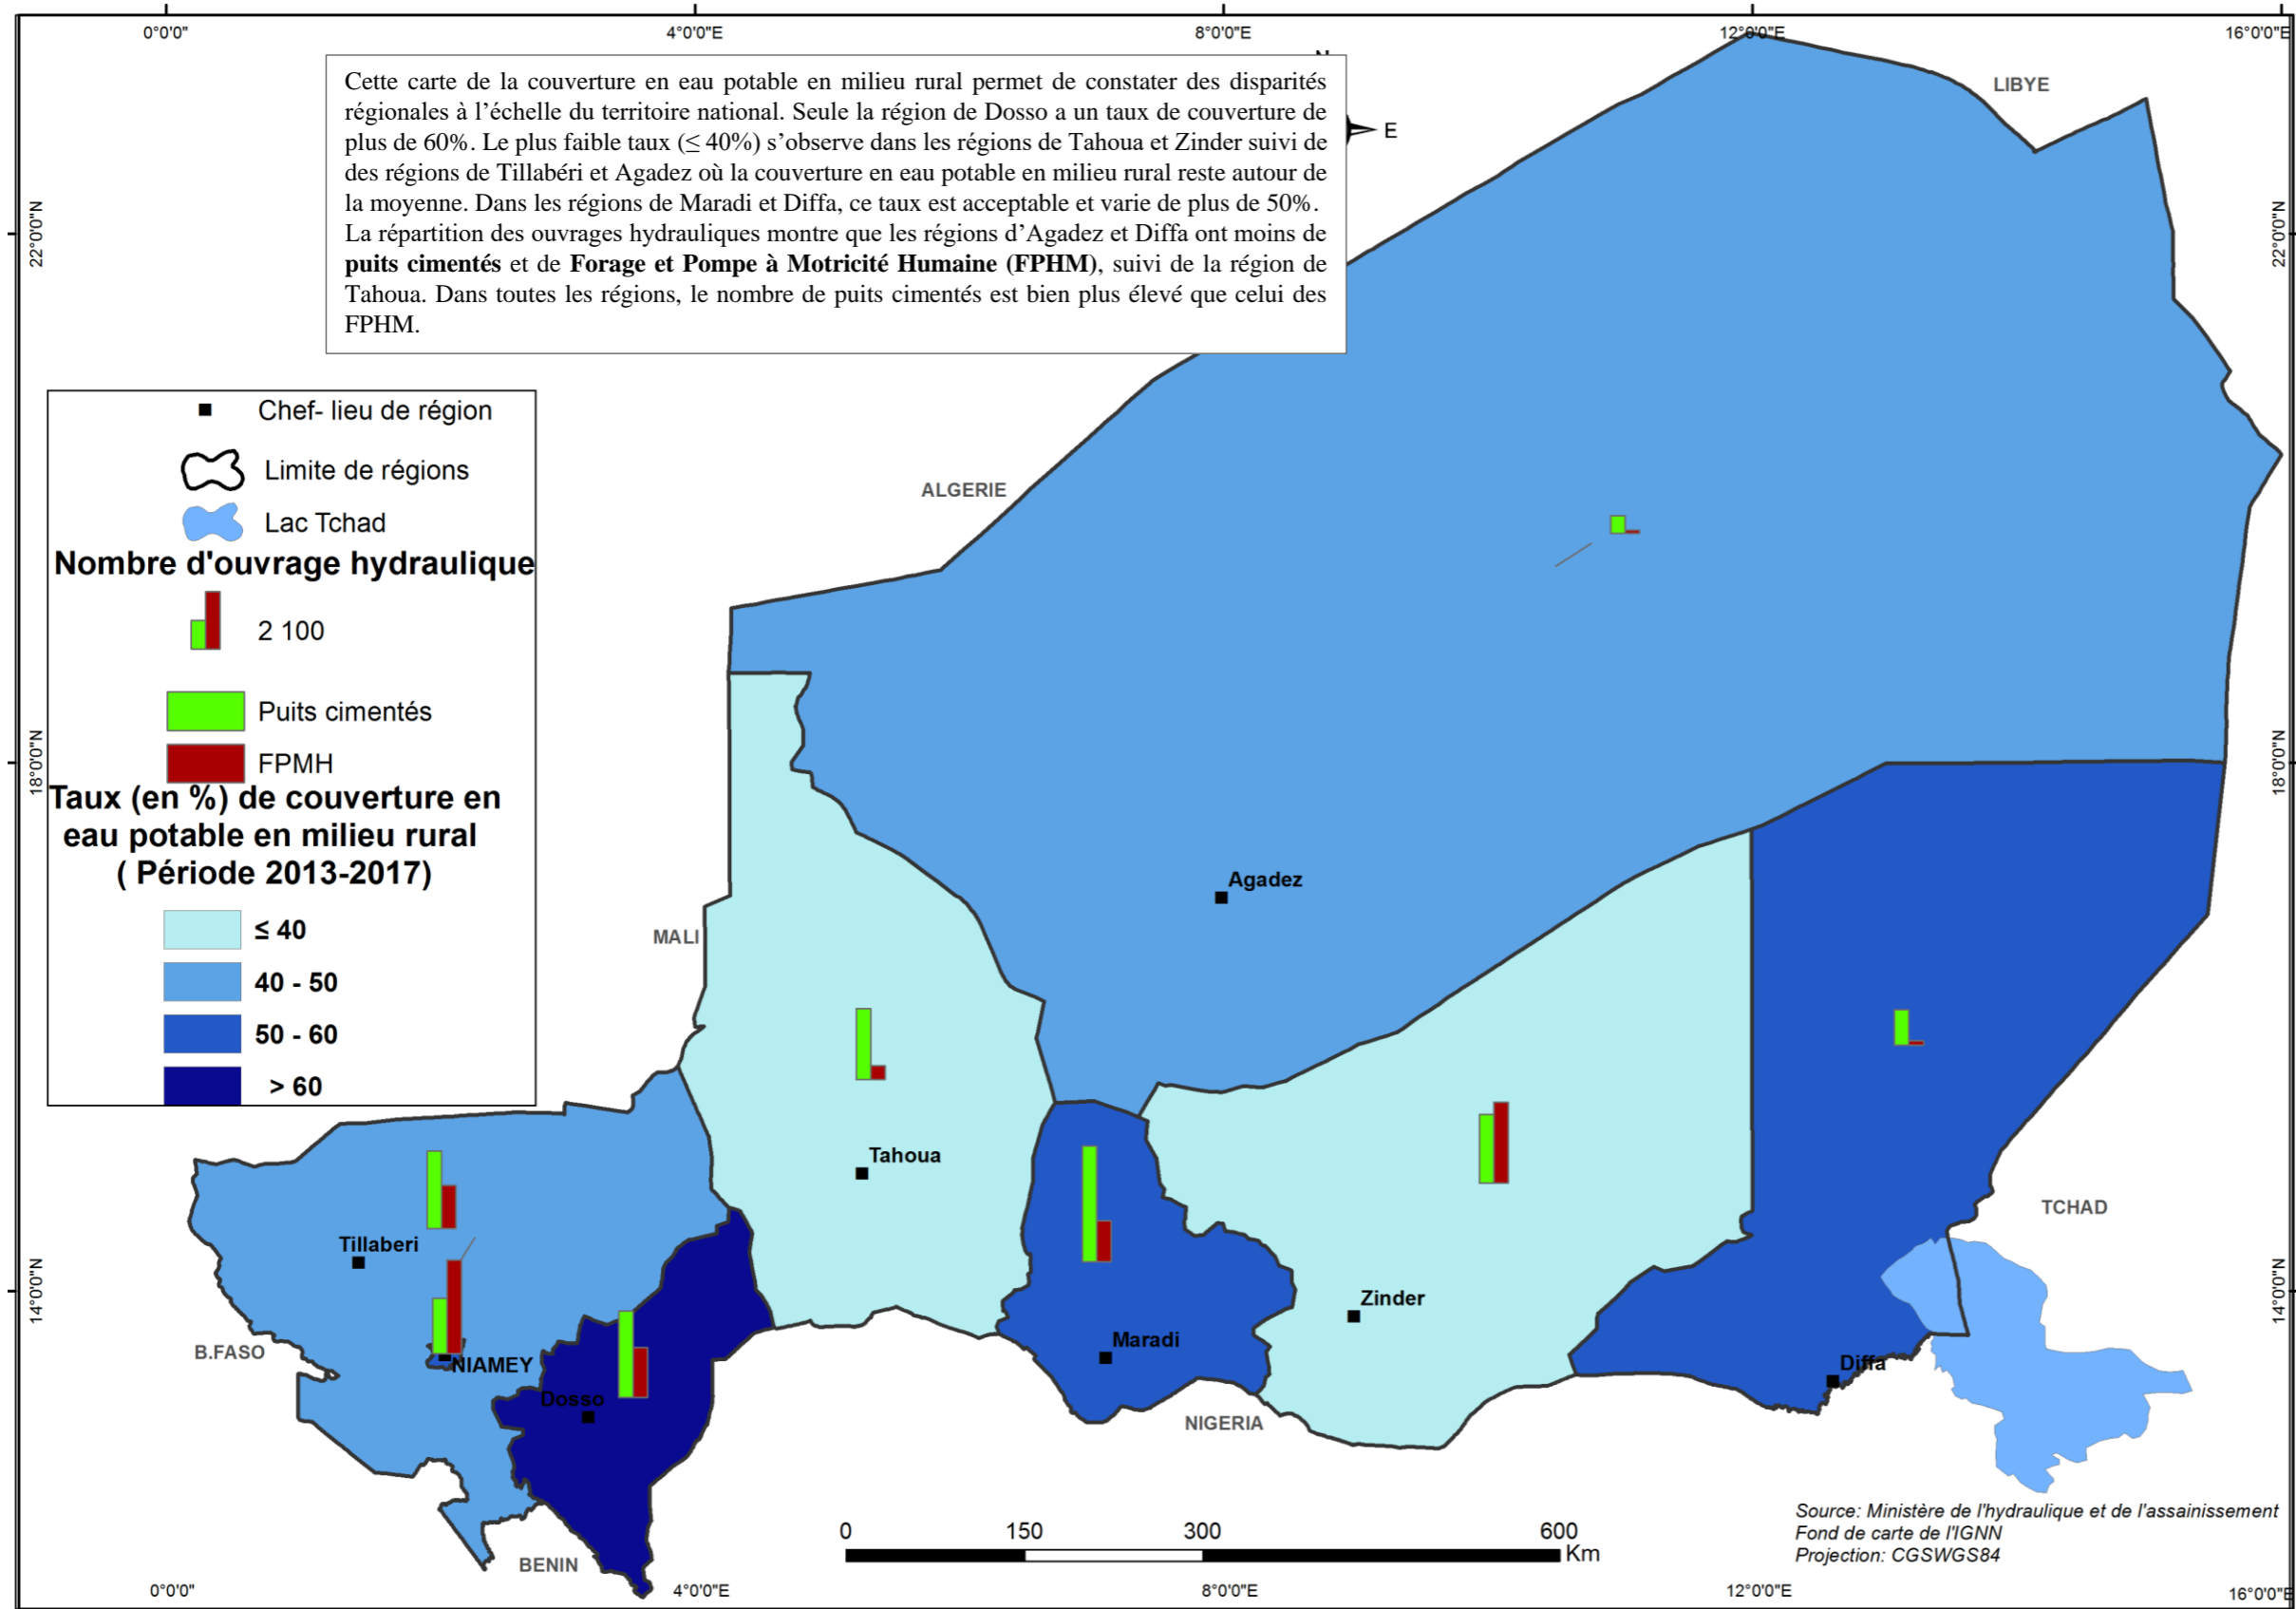 0°0'0"
4°0'0"E
8°0'0"E
12°0'0"E
16°0'0"E
Cette carte de la couverture en eau potable en milieu rural permet de constater des disparités
régionales à l’échelle du territoire national. Seule la région de Dosso a un taux de couverture de
plus de 60%. Le plus faible taux (≤ 40%) s’observe dans les régions de Tahoua et Zinder suivi de
des régions de Tillabéri et Agadez où la couverture en eau potable en milieu rural reste autour de
la moyenne. Dans les régions de Maradi et Diffa, ce taux est acceptable et varie de plus de 50%.
La répartition des ouvrages hydrauliques montre que les régions d’Agadez et Diffa ont moins de
puits cimentés et de Forage et Pompe à Motricité Humaine (FPHM), suivi de la région de
Tahoua. Dans toutes les régions, le nombre de puits cimentés est bien plus élevé que celui des
FPHM.
E
LIBYE
22°0'0"N
22°0'0"N
Chef- lieu de région
Limite de régions
Lac Tchad
Nombre d'ouvrage hydraulique
2 100
Puits cimentés
FPMH
Taux (en %) de couverture en
eau potable en milieu rural
( Période 2013-2017)
≤ 40
40 - 50
50 - 60
> 60
ALGERIE
18°0'0"N
18°0'0"N
Agadez
MALI
Tahoua
TCHAD
Tillaberi
14°0'0"N
14°0'0"N
Zinder
Maradi
B.FASO
NIAMEY
Diffa
Dosso
NIGERIA
BENIN
0
150
300
600
Km
Source: Ministère de l'hydraulique et de l'assainissement
Fond de carte de l'IGNN
Projection: CGSWGS84
0°0'0"
4°0'0"E
8°0'0"E
12°0'0"E
16°0'0"E